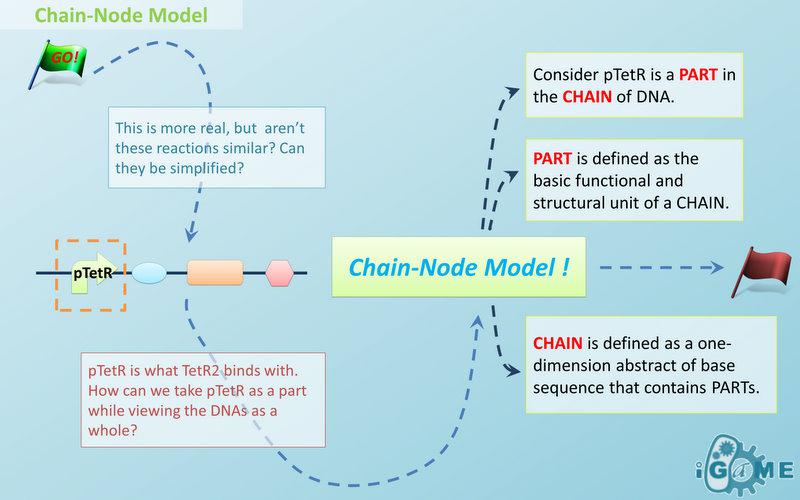 Chain-Node Model
GO!
This is more real, but aren't
these reactions similar? Can
they be simplified?
pTetR
pTetR is what TetR2 binds with.
How can we take pTetR as a part
while viewing the DNAs as a
whole?
Chain-Node Model !
Consider pTetR is a PART in
the CHAIN of DNA.
PART is defined as the
basic functional and
structural unit of a CHAIN.
CHAIN is defined as a one-
dimension abstract of base
sequence that contains PARTs.
iGaME